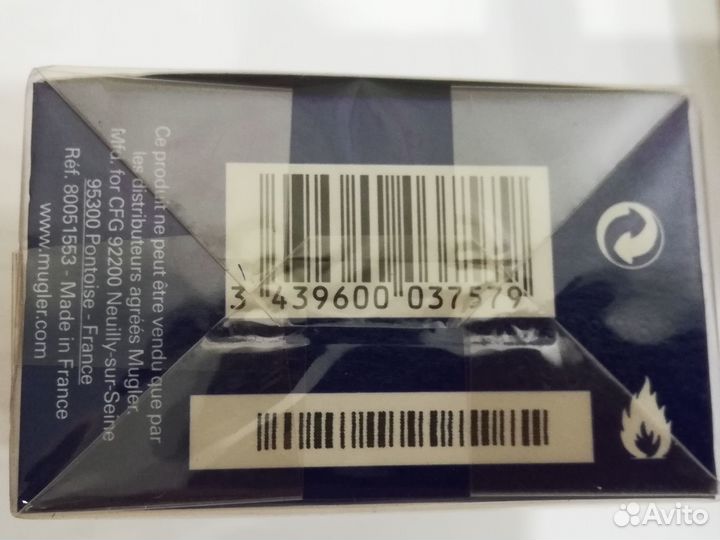 Ce produit ne peut être vendu que par
les distributeurs agréés Mugler.
Mfd. for CFG 92200 Neuilly-sur-Seine
95300 Pontoise - France
Réf. 80051553 - Made in France
www.mugler.com
3 439600 037579
Avito